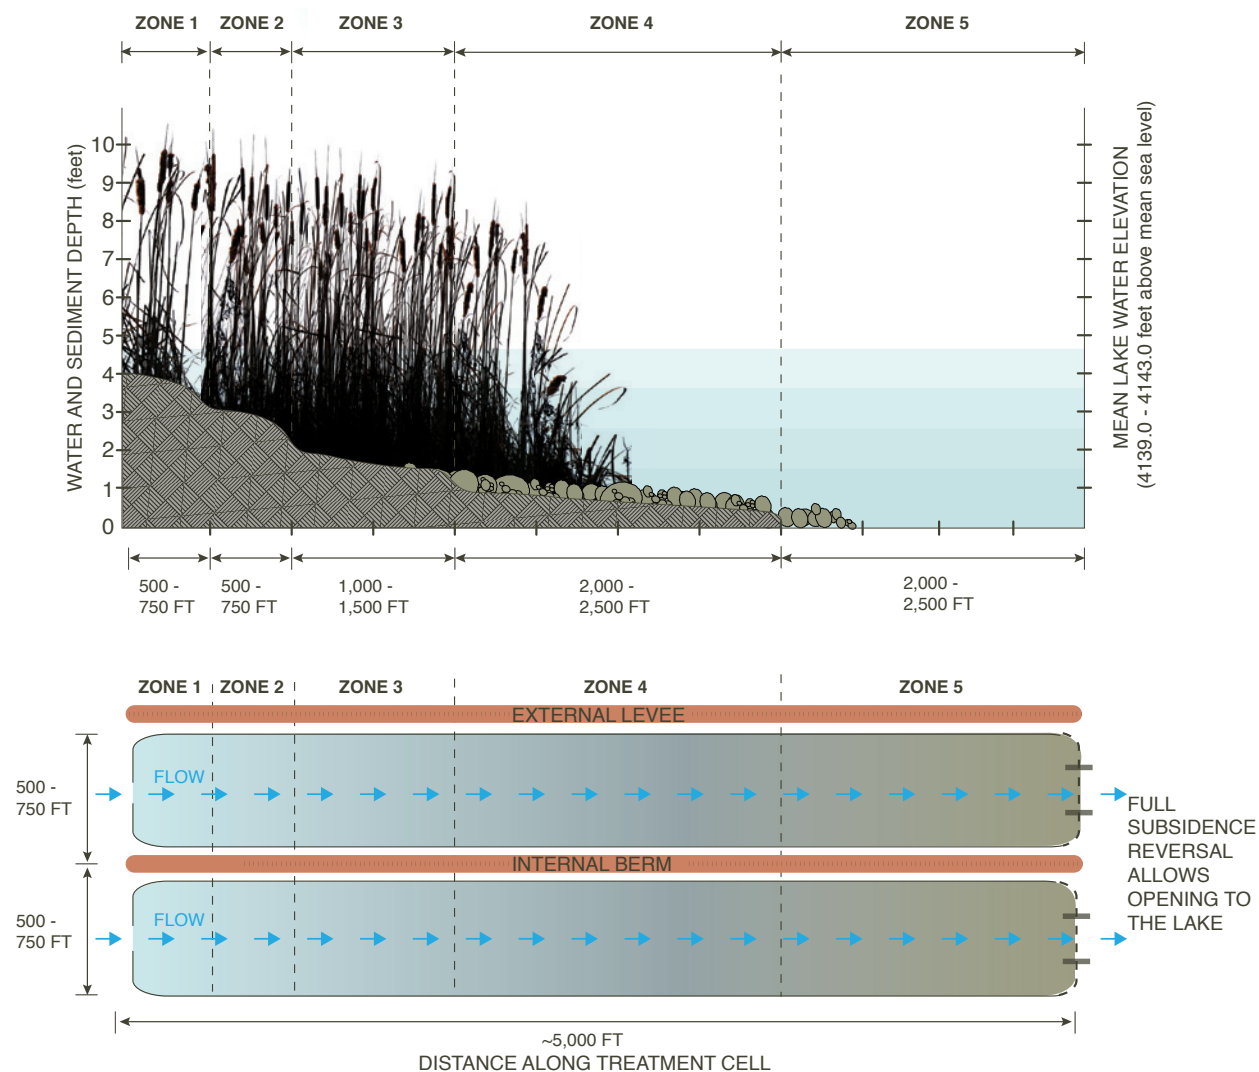 ZONE 1
ZONE 2
ZONE 3
ZONE 4
ZONE 5
WATER AND SEDIMENT DEPTH (feet)
10
9
8
7
6
5
4
3
2
1
0
MEAN LAKE WATER ELEVATION
(4139.0 - 4143.0 feet above mean sea level)
500 -
750 FT
500 -
750 FT
1,000 -
1,500 FT
2,000 -
2,500 FT
2,000 -
2,500 FT
ZONE 1
ZONE 2
ZONE 3
ZONE 4
ZONE 5
EXTERNAL LEVEE
500 -
750 FT
FLOW
INTERNAL BERM
500 -
750 FT
FLOW
FULL
SUBSIDENCE
REVERSAL
ALLOWS
OPENING TO
THE LAKE
~5,000 FT
DISTANCE ALONG TREATMENT CELL